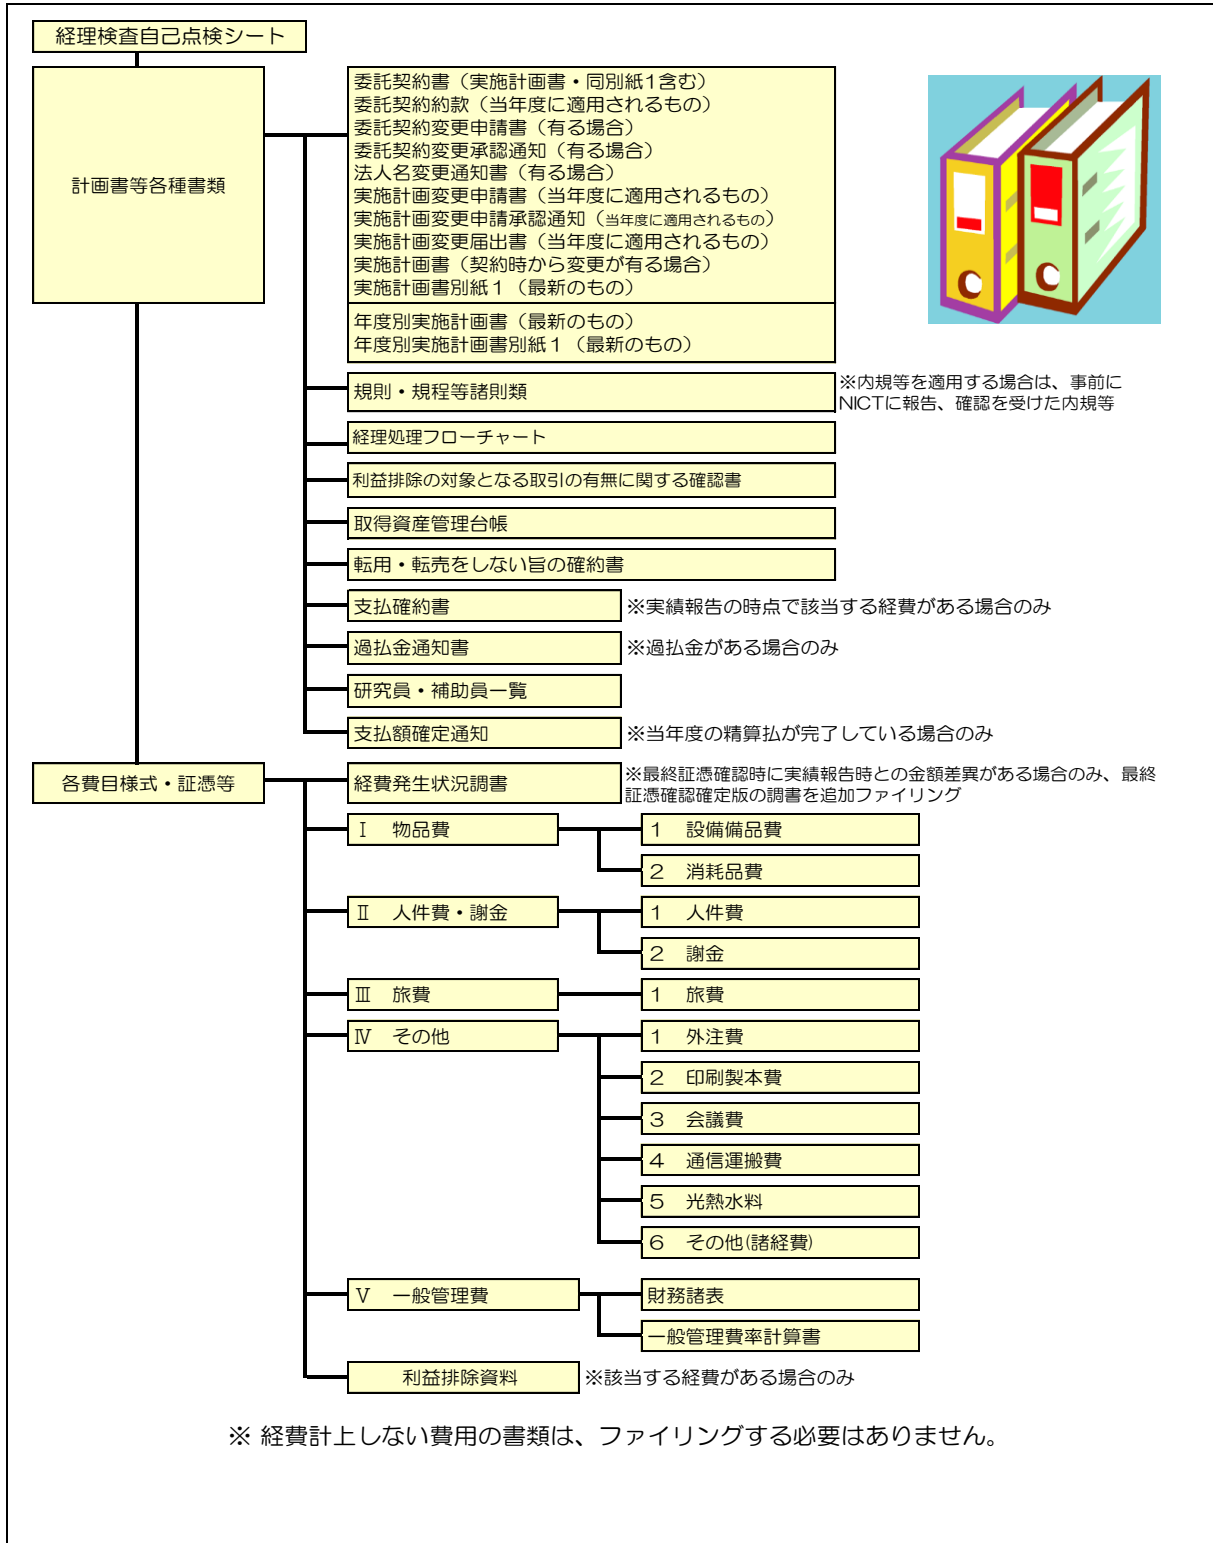 経理検査自己点検シート
計画書等各種書類
委託契約書（実施計画書・同別紙1含む）
委託契約約款（当年度に適用されるもの）
委託契約変更申請書（有る場合）
委託契約変更承認通知（有る場合）
法人名変更通知書（有る場合）
実施計画変更申請書（当年度に適用されるもの）
実施計画変更申請承認通知（当年度に適用されるもの）
実施計画変更届出書（当年度に適用されるもの）
実施計画書（契約時から変更が有る場合）
実施計画書別紙１（最新のもの）
年度別実施計画書（最新のもの）
年度別実施計画書別紙１（最新のもの）
規則・規程等諸則類
※内規等を適用する場合は、事前に
NICTに報告、確認を受けた内規等
経理処理フローチャート
利益排除の対象となる取引の有無に関する確認書
取得資産管理台帳
転用・転売をしない旨の確約書
支払確約書
※実績報告の時点で該当する経費がある場合のみ
過払金通知書
※過払金がある場合のみ
研究員・補助員一覧
支払額確定通知
※当年度の精算払が完了している場合のみ
各費目様式・証憑等
経費発生状況調書
※最終証憑確認時に実績報告時との金額差異がある場合のみ、最終
証憑確認確定版の調書を追加ファイリング
Ⅰ　物品費
１　設備備品費
２　消耗品費
Ⅱ　人件費・謝金
１　人件費
２　謝金
Ⅲ　旅費
１　旅費
Ⅳ　その他
１　外注費
２　印刷製本費
３　会議費
４　通信運搬費
５　光熱水料
６　その他(諸経費)
Ⅴ　一般管理費
財務諸表
一般管理費率計算書
利益排除資料
※該当する経費がある場合のみ
※ 経費計上しない費用の書類は、ファイリングする必要はありません。